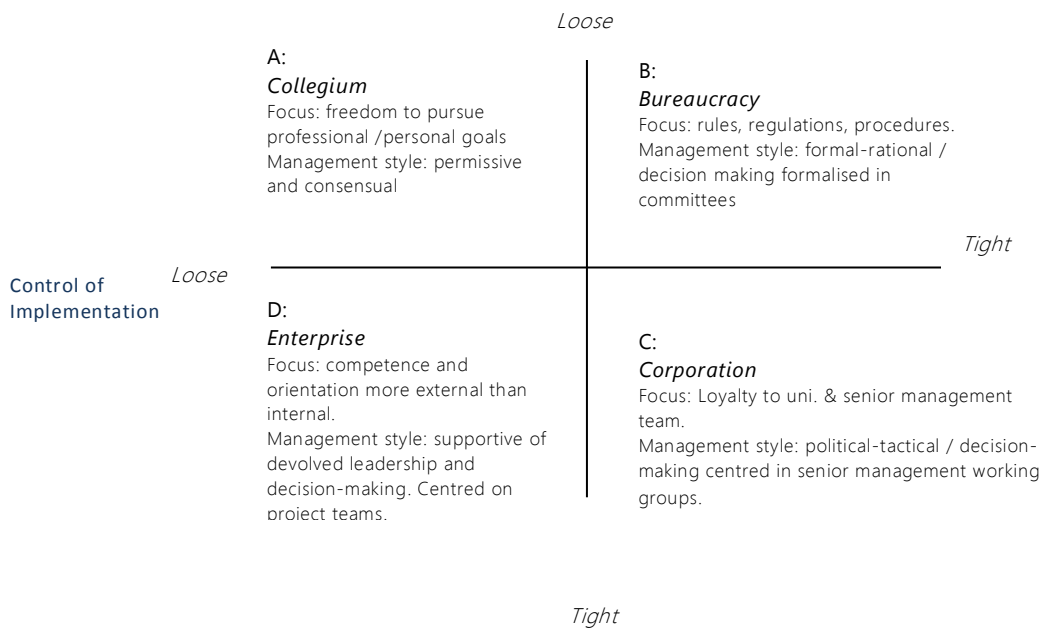 Loose
A:
Collegium
Focus: freedom to pursue
professional /personal goals
Management style: permissive
and consensual
B:
Bureaucracy
Focus: rules, regulations, procedures.
Management style: formal-rational /
decision making formalised in
committees
Tight
Loose
Control of
Implementation
D:
Enterprise
Focus: competence and
orientation more external than
internal.
Management style: supportive of
devolved leadership and
decision-making. Centred on
project teams.
C:
Corporation
Focus: Loyalty to uni. & senior management
team.
Management style: political-tactical / decision-
making centred in senior management working
groups.
Tight